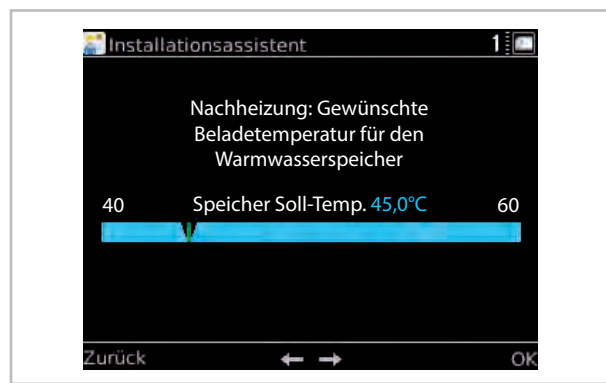 Installationsassistent 1
Nachheizung: Gewünschte
Beladetemperatur für den
Warmwasserspeicher
40 Speicher Soll-Temp. 45,0°C 60
Zurück OK